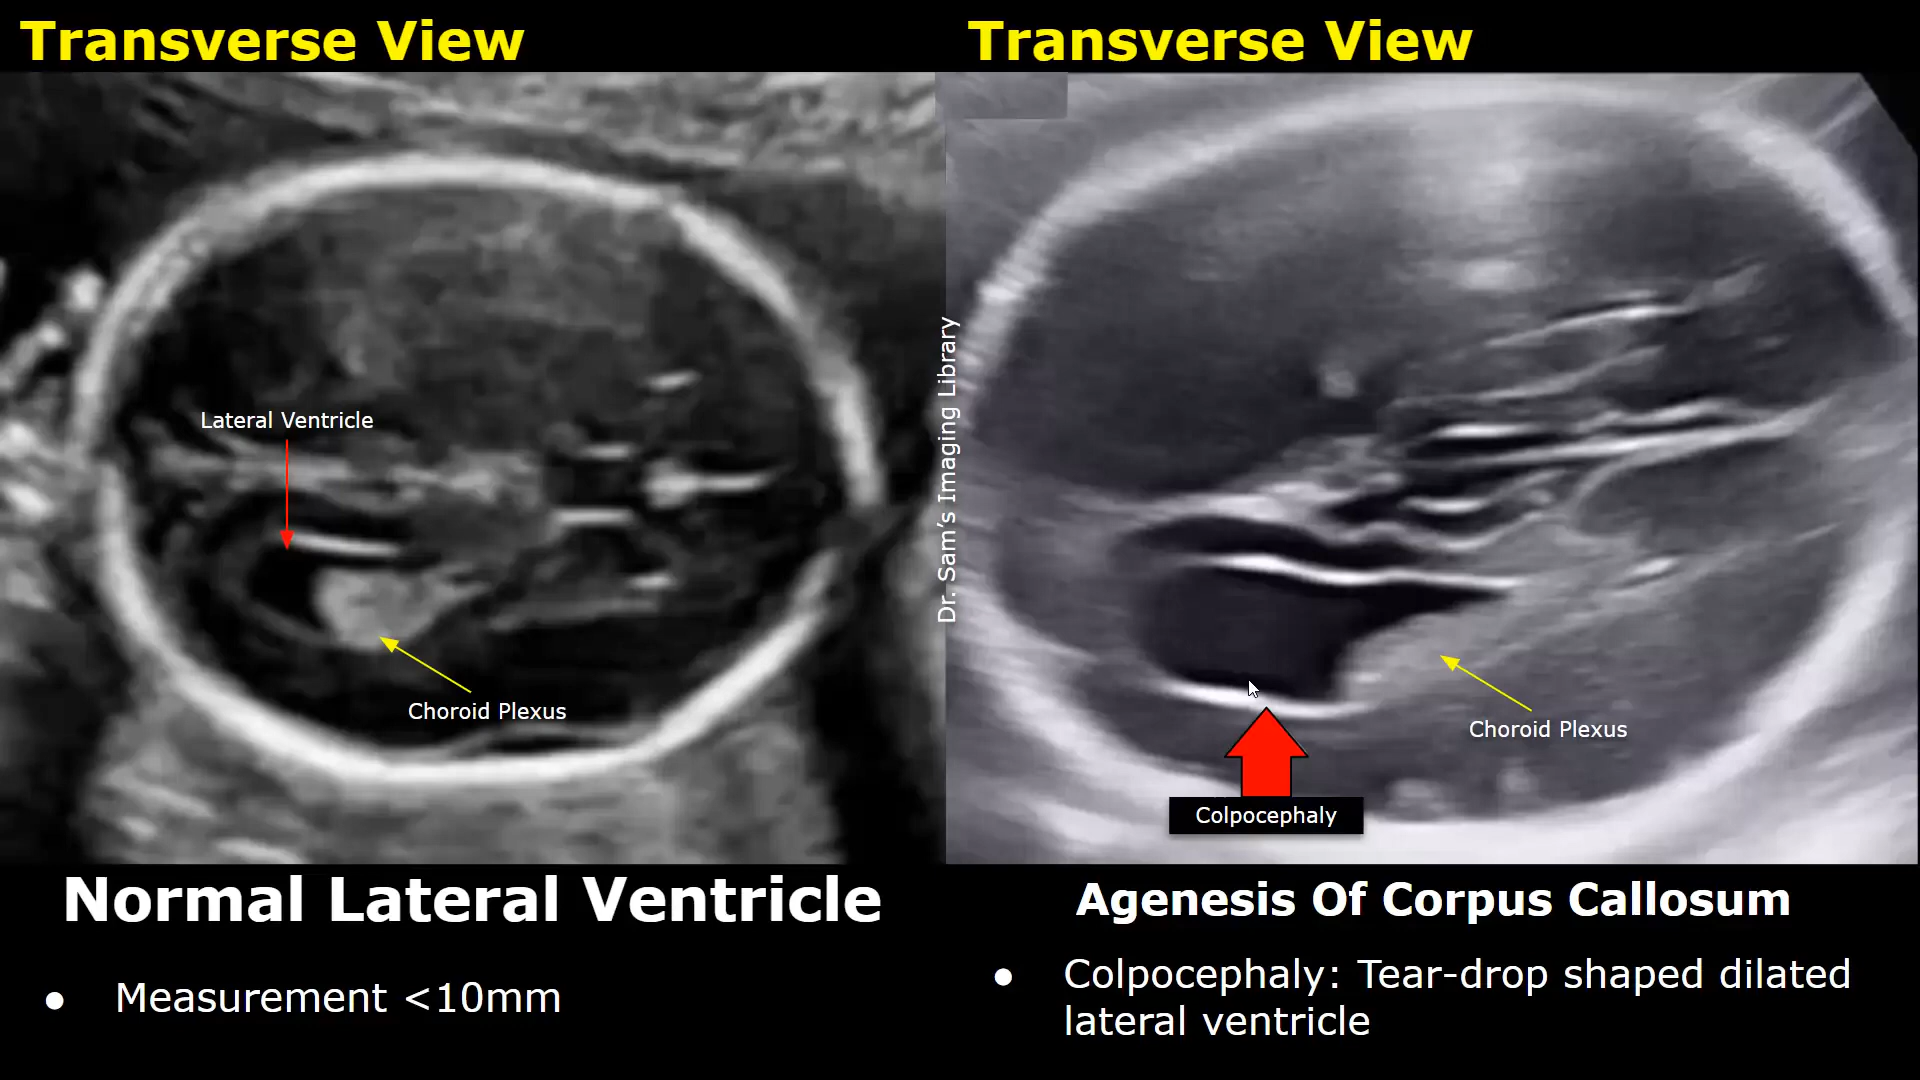 Transverse View
Transverse View
Lateral Ventricle
Choroid Plexus
Dr. Sam's Imaging Library
Choroid Plexus
Colpocephaly
Normal Lateral Ventricle
● Measurement <10mm
Agenesis Of Corpus Callosum
● Colpocephaly: Tear-drop shaped dilated
lateral ventricle